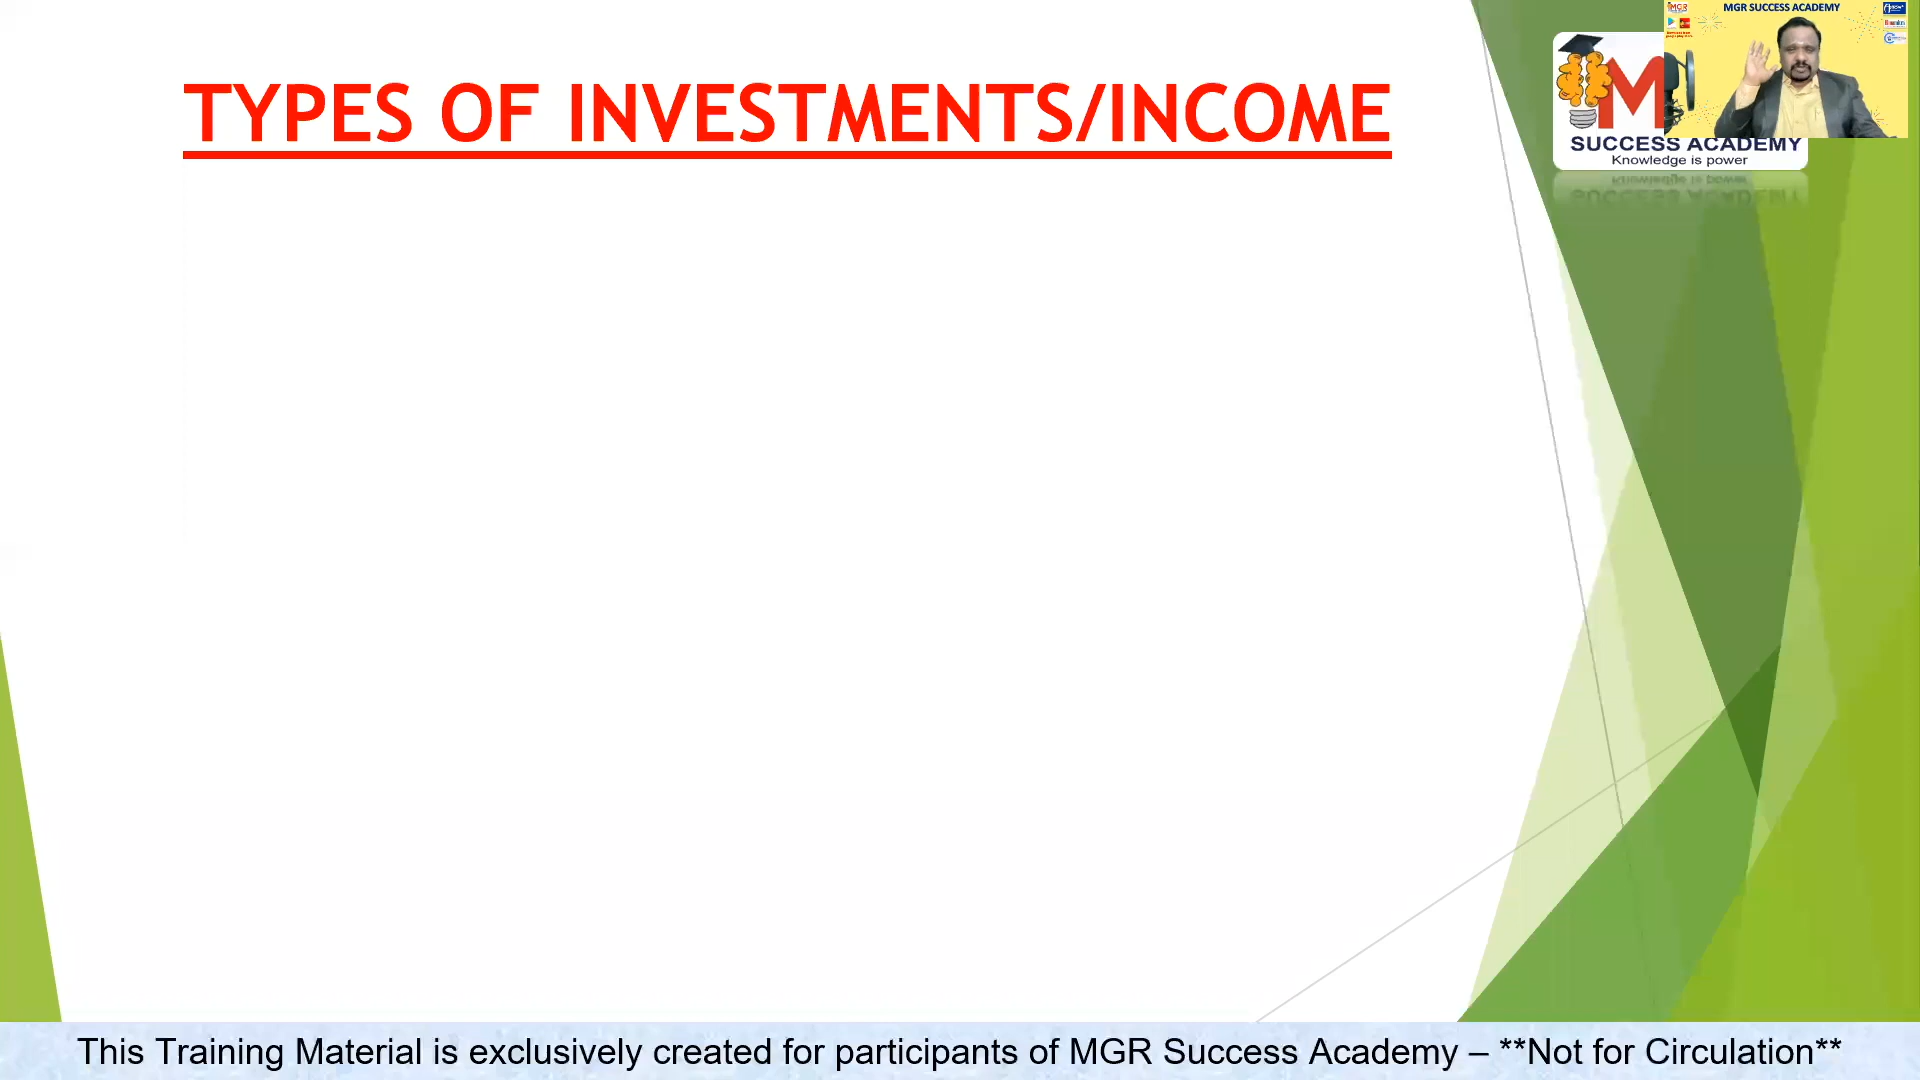 TYPES OF INVESTMENTS/INCOME
MGR SUCCESS ACADEMY
MGR
M
SUCCESS ACADEMY
Knowledge is power
This Training Material is exclusively created for participants of MGR Success Academy – **Not for Circulation**